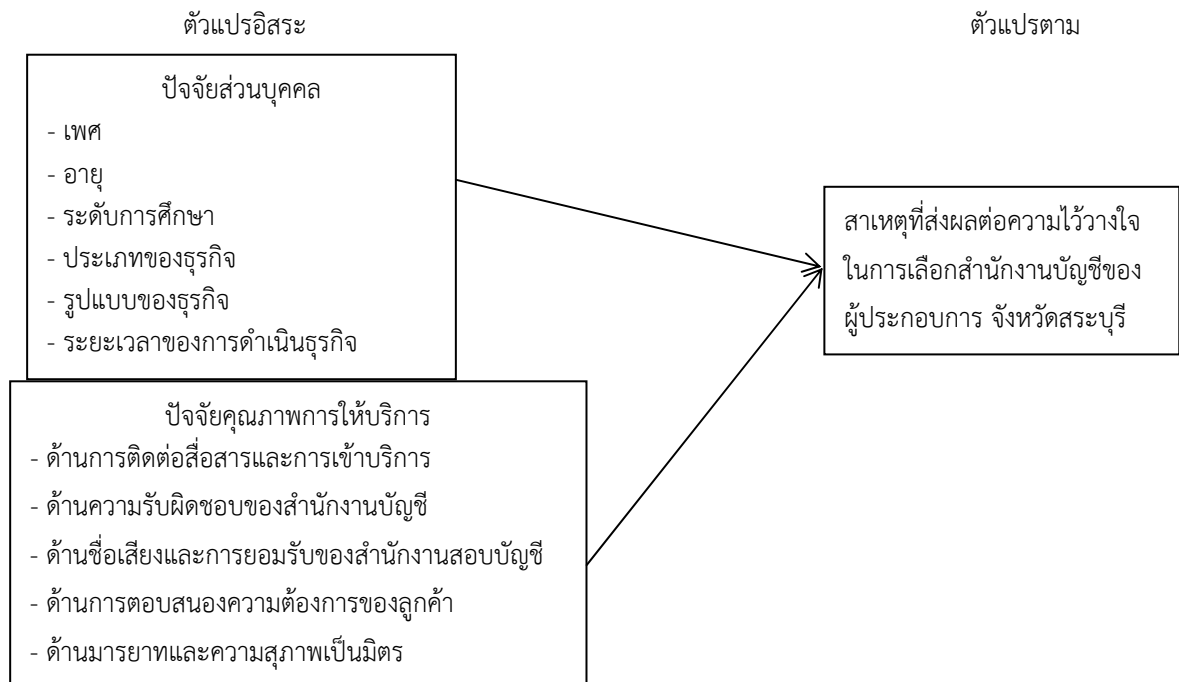 ตัวแปรอิสระ
ตัวแปรตาม
ปัจจัยส่วนบุคคล
- เพศ
- อายุ
- ระดับการศึกษา
- ประเภทของธุรกิจ
- รูปแบบของธุรกิจ
- ระยะเวลาของการดำเนินธุรกิจ
ปัจจัยคุณภาพการให้บริการ
- ด้านการติดต่อสื่อสารและการเข้าบริการ
- ด้านความรับผิดชอบของสำนักงานบัญชี
- ด้านชื่อเสียงและการยอมรับของสำนักงานสอบบัญชี
- ด้านการตอบสนองความต้องการของลูกค้า
- ด้านมารยาทและความสุภาพเป็นมิตร
สาเหตุที่ส่งผลต่อความไว้วางใจ
ในการเลือกสำนักงานบัญชีของ
ผู้ประกอบการ จังหวัดสระบุรี